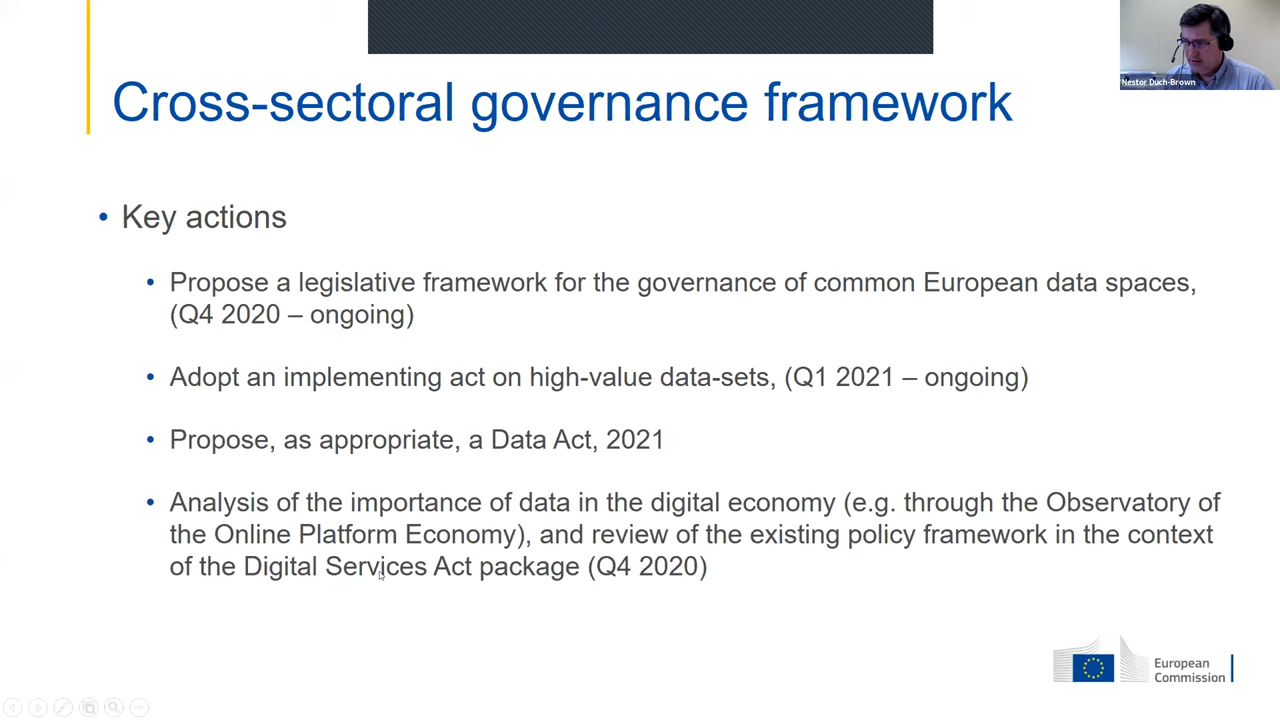 Nestor Duch-Brown
Cross-sectoral governance framework
• Key actions
• Propose a legislative framework for the governance of common European data spaces,
(Q4 2020 – ongoing)
• Adopt an implementing act on high-value data-sets, (Q1 2021 – ongoing)
• Propose, as appropriate, a Data Act, 2021
• Analysis of the importance of data in the digital economy (e.g. through the Observatory of
the Online Platform Economy), and review of the existing policy framework in the context
of the Digital Services Act package (Q4 2020)
European
Commission